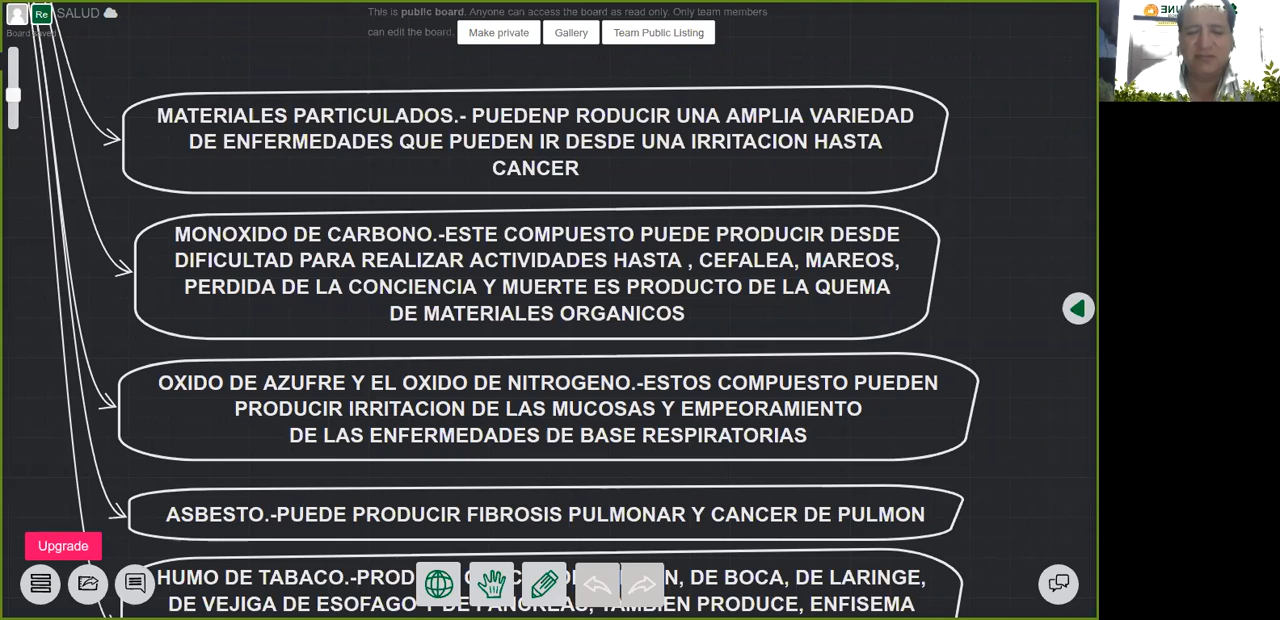 Re SALUD
Board saved
This is public board. Anyone can access the board as read only. Only team members
can edit the board. Make private Gallery Team Public Listing
MATERIALES PARTICULADOS.- PUEDENP RODUCIR UNA AMPLIA VARIEDAD
DE ENFERMEDADES QUE PUEDEN IR DESDE UNA IRRITACION HASTA
CANCER
MONOXIDO DE CARBONO.-ESTE COMPUESTO PUEDE PRODUCIR DESDE
DIFICULTAD PARA REALIZAR ACTIVIDADES HASTA , CEFALEA, MAREOS,
PERDIDA DE LA CONCIENCIA Y MUERTE ES PRODUCTO DE LA QUEMA
DE MATERIALES ORGANICOS
OXIDO DE AZUFRE Y EL OXIDO DE NITROGENO.-ESTOS COMPUESTO PUEDEN
PRODUCIR IRRITACION DE LAS MUCOSAS Y EMPEORAMIENTO
DE LAS ENFERMEDADES DE BASE RESPIRATORIAS
ASBESTO.-PUEDE PRODUCIR FIBROSIS PULMONAR Y CANCER DE PULMON
Upgrade
HUMO DE TABACO.- DE BOCA, DE LARINGE,
DE VEJIGA DE ESOFAGO Y DE PANCREAS, TAMBIEN PRODUCE, ENFISEMA